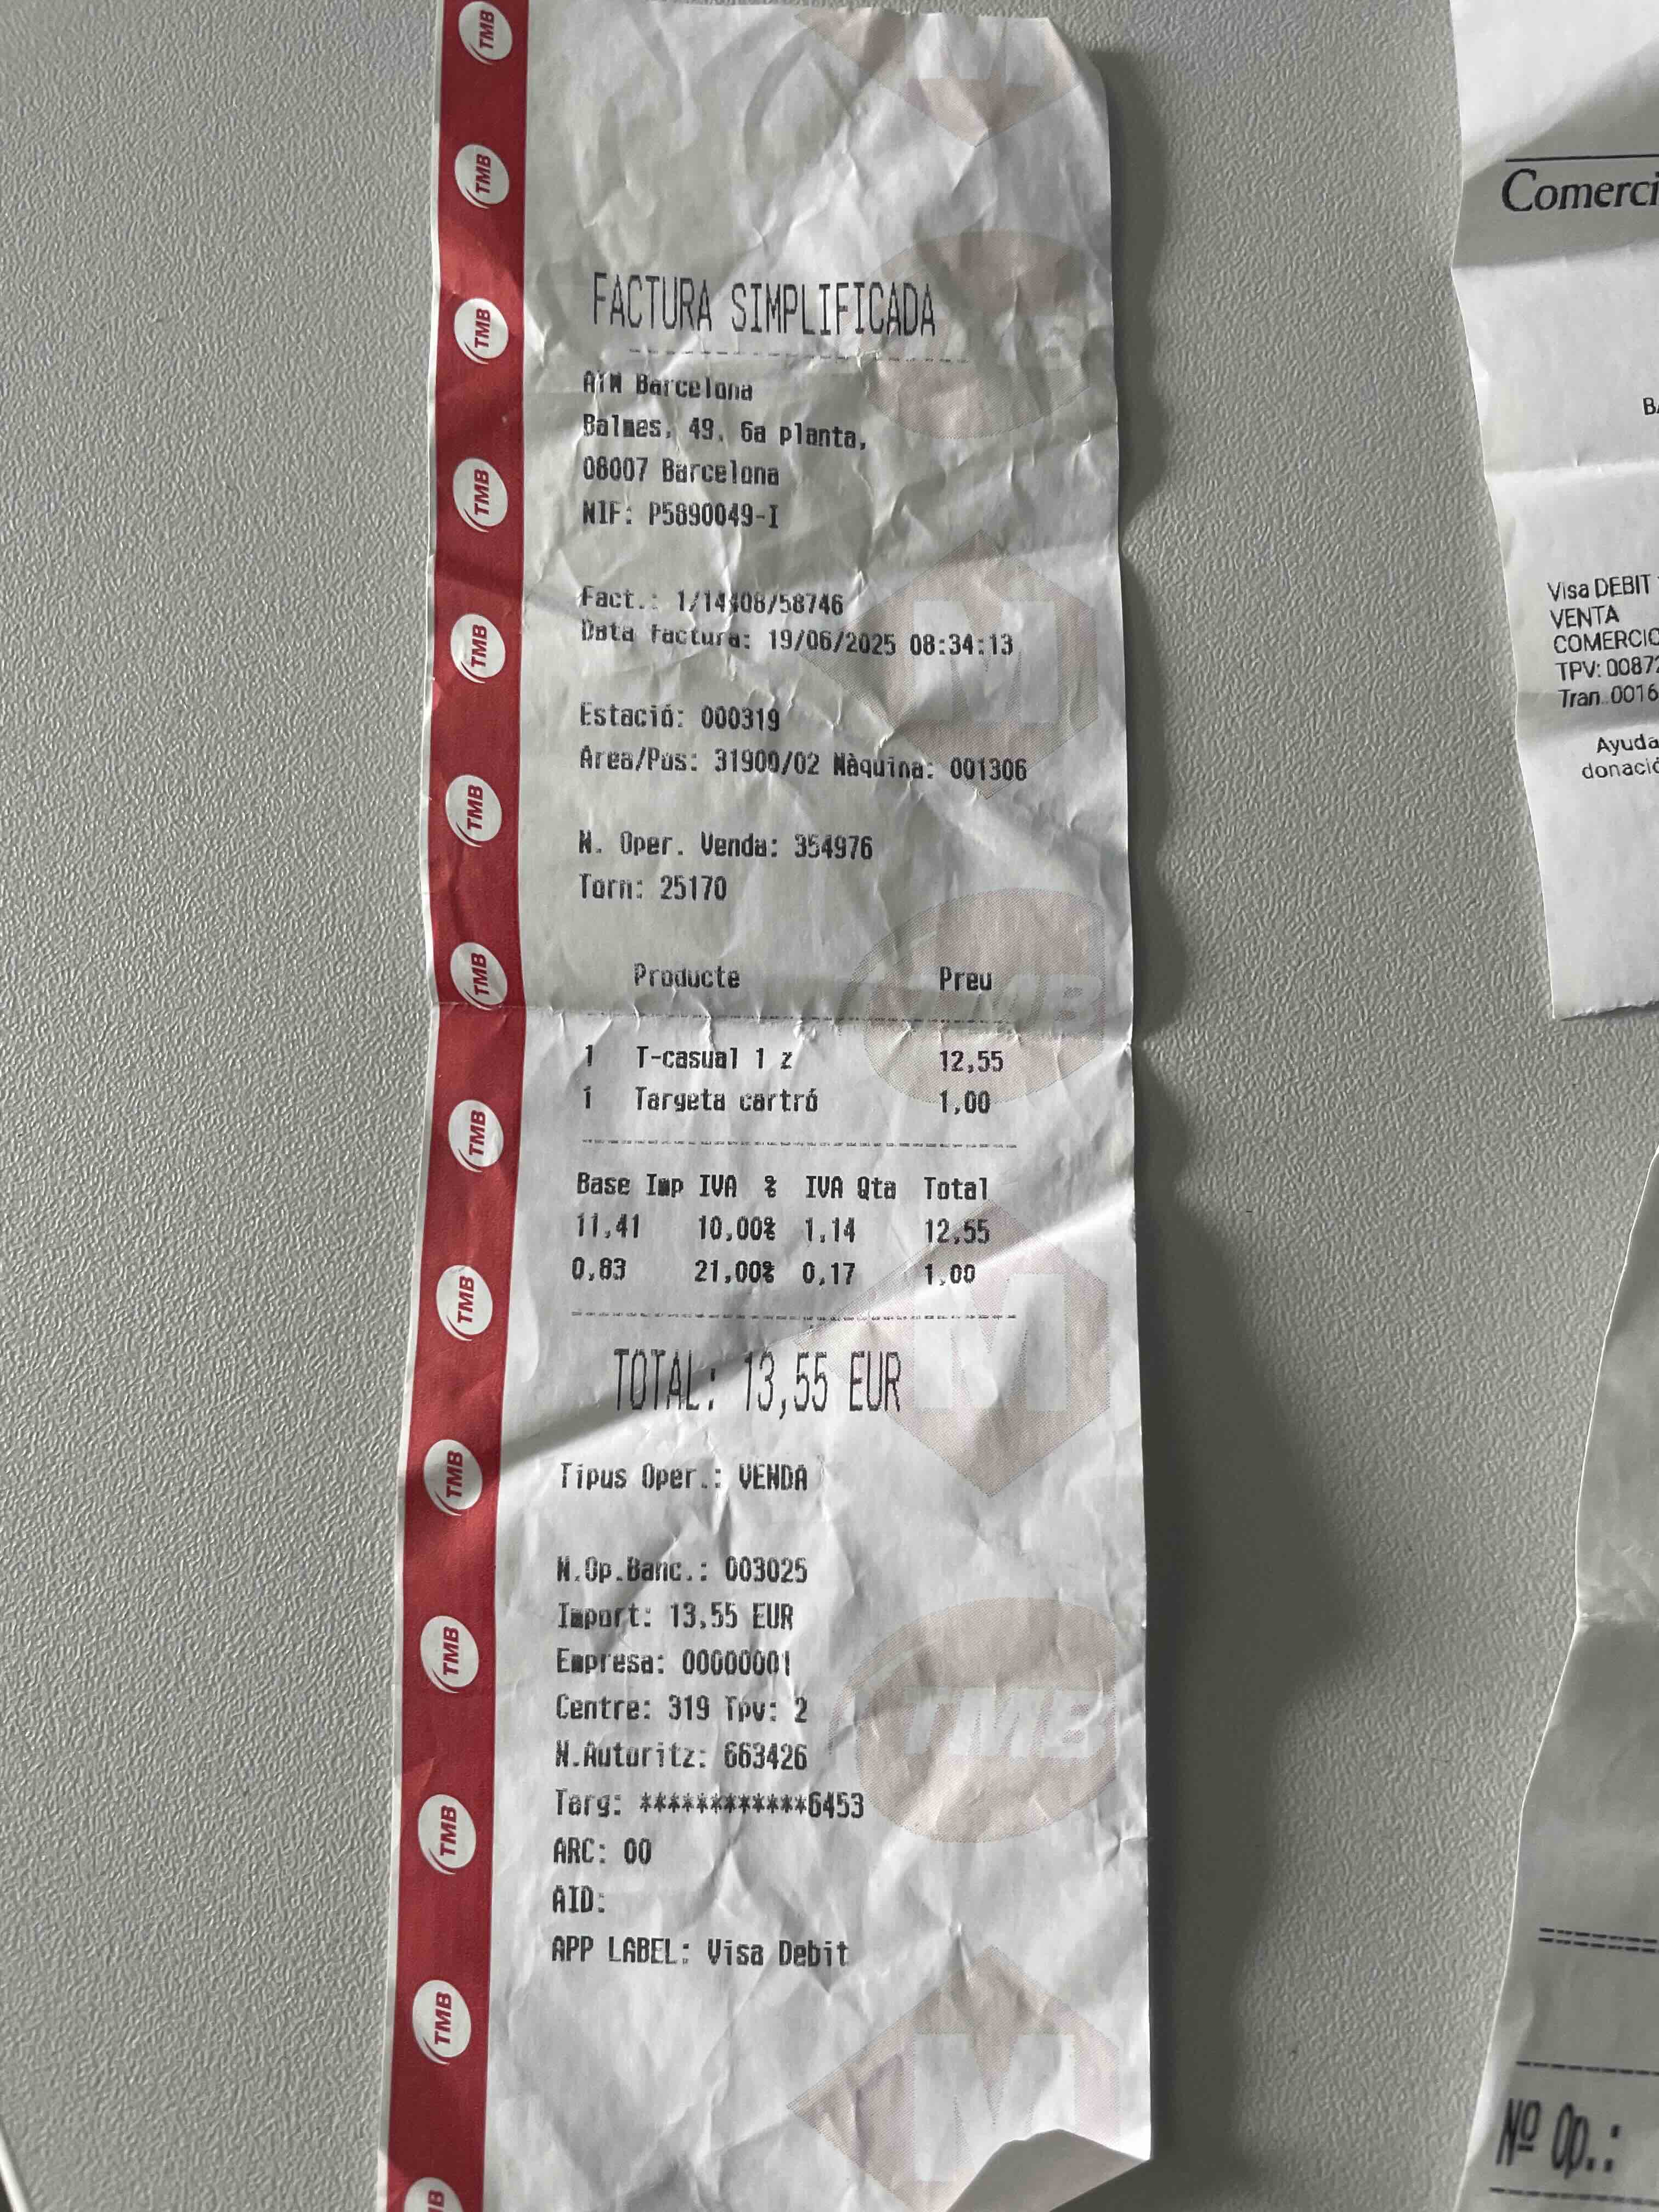 FACTURA SIMPLIFICADA
ATM Barcelona
Balmes, 49, 6a planta,
08007 Barcelona
NIF: P5890049-I
Fact.: 1/14408/58746
Data factura: 19/06/2025 08:34:13
Estació: 000319
Àrea/Pos: 31900/02 Màquina: 001306
N. Oper. Venda: 354976
Torn: 25170
Producte Preu
1 T-casual 1 z 12,55
1 Targeta cartró 1,00
Base Imp IVA % IVA Qta Total
11,41 10,00% 1,14 12,55
0,83 21,00% 0,17 1,00
TOTAL: 13,55 EUR
Tipus Oper.: VENDA
N.Op.Banc.: 003025
Import: 13,55 EUR
Empresa: 00000001
Centre: 319 Tpv: 2
N.Autoritz: 663426
Targ: ************6453
ARC: 00
AID:
APP LABEL: Visa Debit
TMB
TMB
TMB
TMB
TMB
TMB
TMB
TMB
TMB
TMB
TMB
TMB
TMB
M
TMB
M
TMB
M
Comerci
Visa DEBIT
VENTA
COMERCIO
TPV: 0087
Tran. 0016
Ayuda
donació
Nº Op.: